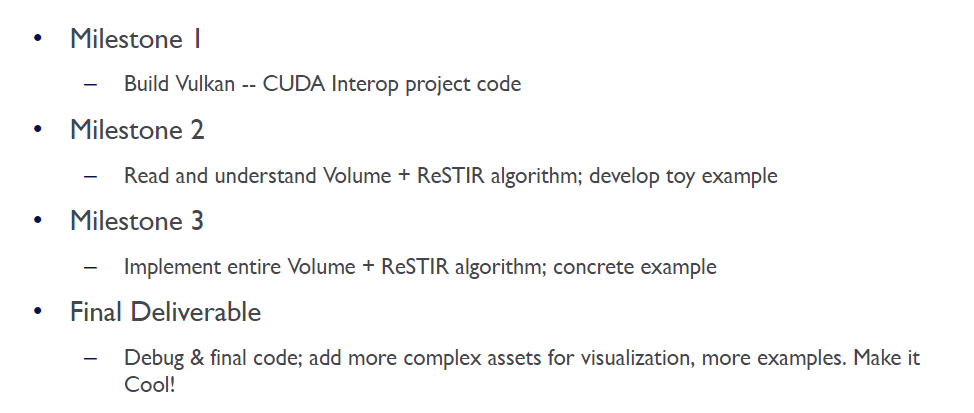 • Milestone 1
– Build Vulkan -- CUDA Interop project code
• Milestone 2
– Read and understand Volume + ReSTIR algorithm; develop toy example
• Milestone 3
– Implement entire Volume + ReSTIR algorithm; concrete example
• Final Deliverable
– Debug & final code; add more complex assets for visualization, more examples. Make it
Cool!